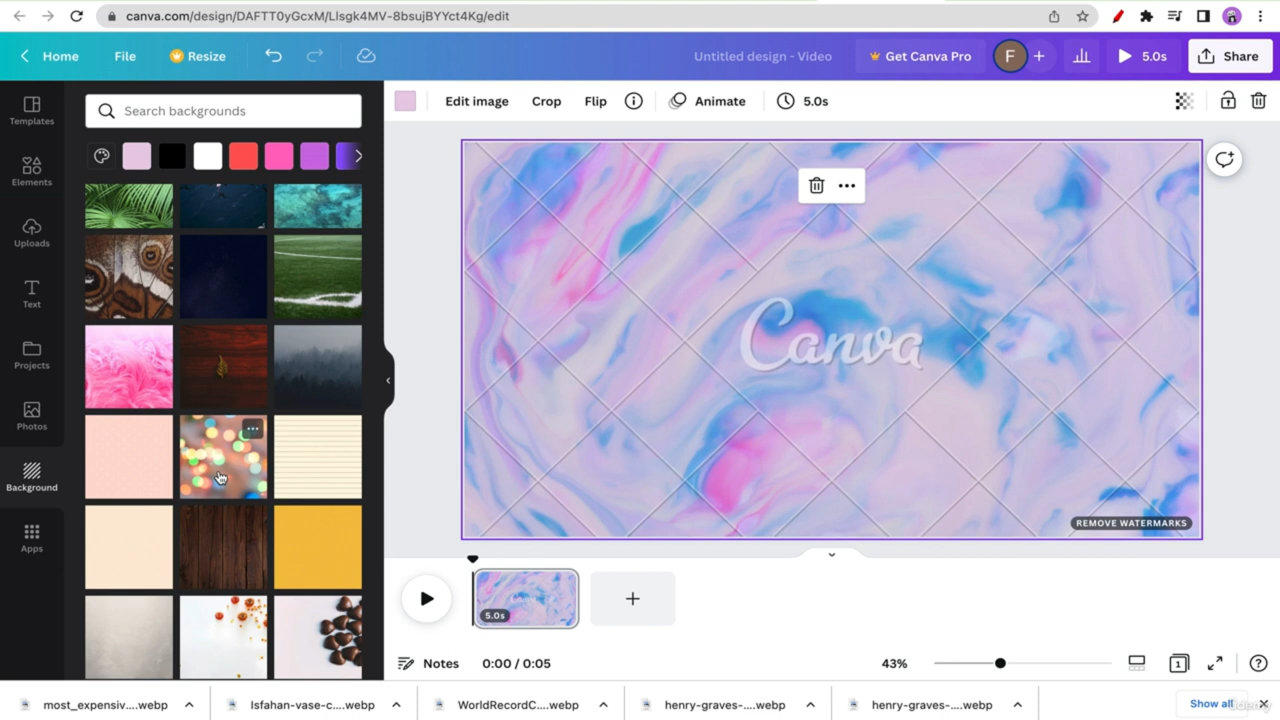 canva.com/design/DAFTT0yGcxM/Llsgk4MV-8bsujBYYct4Kg/edit
Home File Resize Untitled design - Video Get Canva Pro F + 5.0s Share
Templates
Elements
Uploads
Text
Projects
Photos
Background
Apps
Search backgrounds
Edit image Crop Flip Animate 5.0s
Canva
REMOVE WATERMARKS
5.0s
Notes 0:00 / 0:05 43% 1
most_expensiv....webp Isfahan-vase-c....webp WorldRecordC....webp henry-graves-....webp henry-graves-....webp Show all